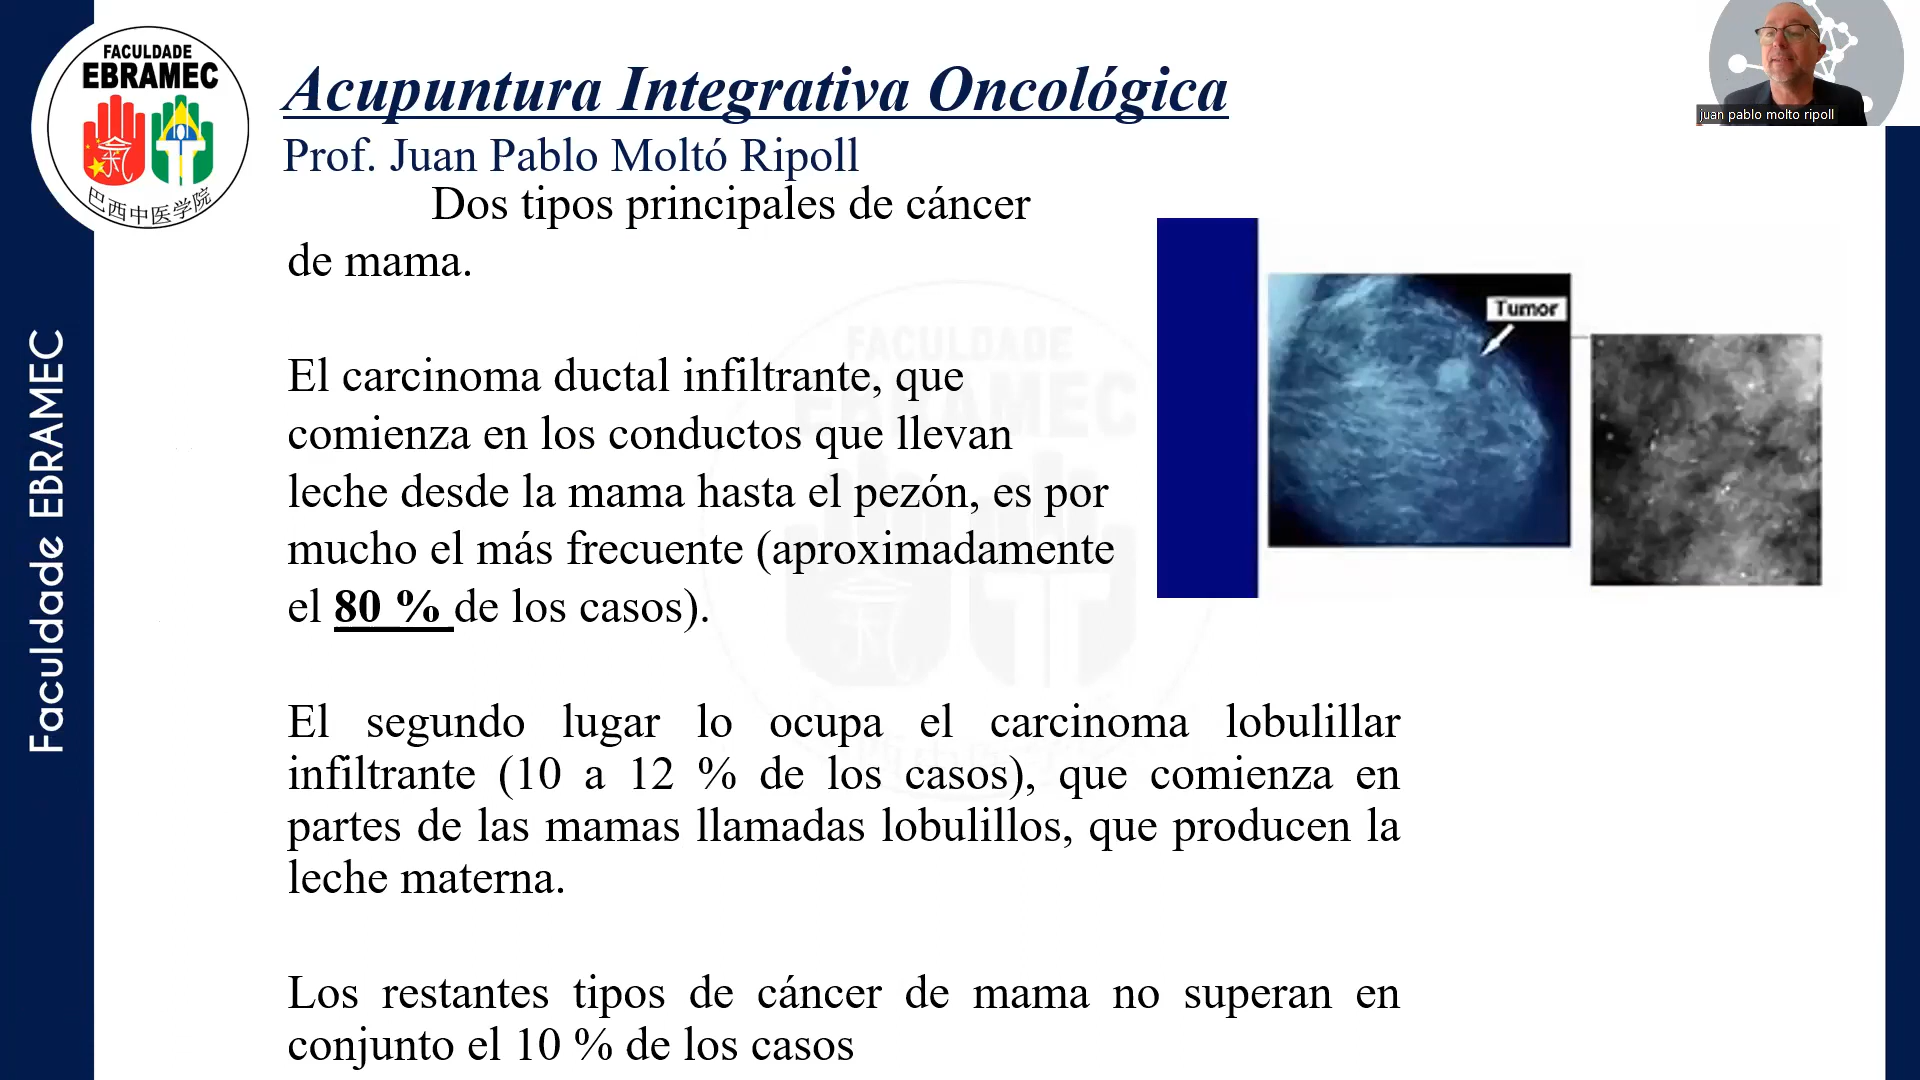 FACULDADE
EBRAMEC
巴西中医学院
Faculdade EBRAMEC
Acupuntura Integrativa Oncológica
Prof. Juan Pablo Moltó Ripoll
juan pablo molto ripoll
Dos tipos principales de cáncer
de mama.
El carcinoma ductal infiltrante, que
comienza en los conductos que llevan
leche desde la mama hasta el pezón, es por
mucho el más frecuente (aproximadamente
el 80 % de los casos).
Tumor
FACULDADE
EBRAMEC
El segundo lugar lo ocupa el carcinoma lobulillar
infiltrante (10 a 12 % de los casos), que comienza en
partes de las mamas llamadas lobulillos, que producen la
leche materna.
Los restantes tipos de cáncer de mama no superan en
conjunto el 10 % de los casos